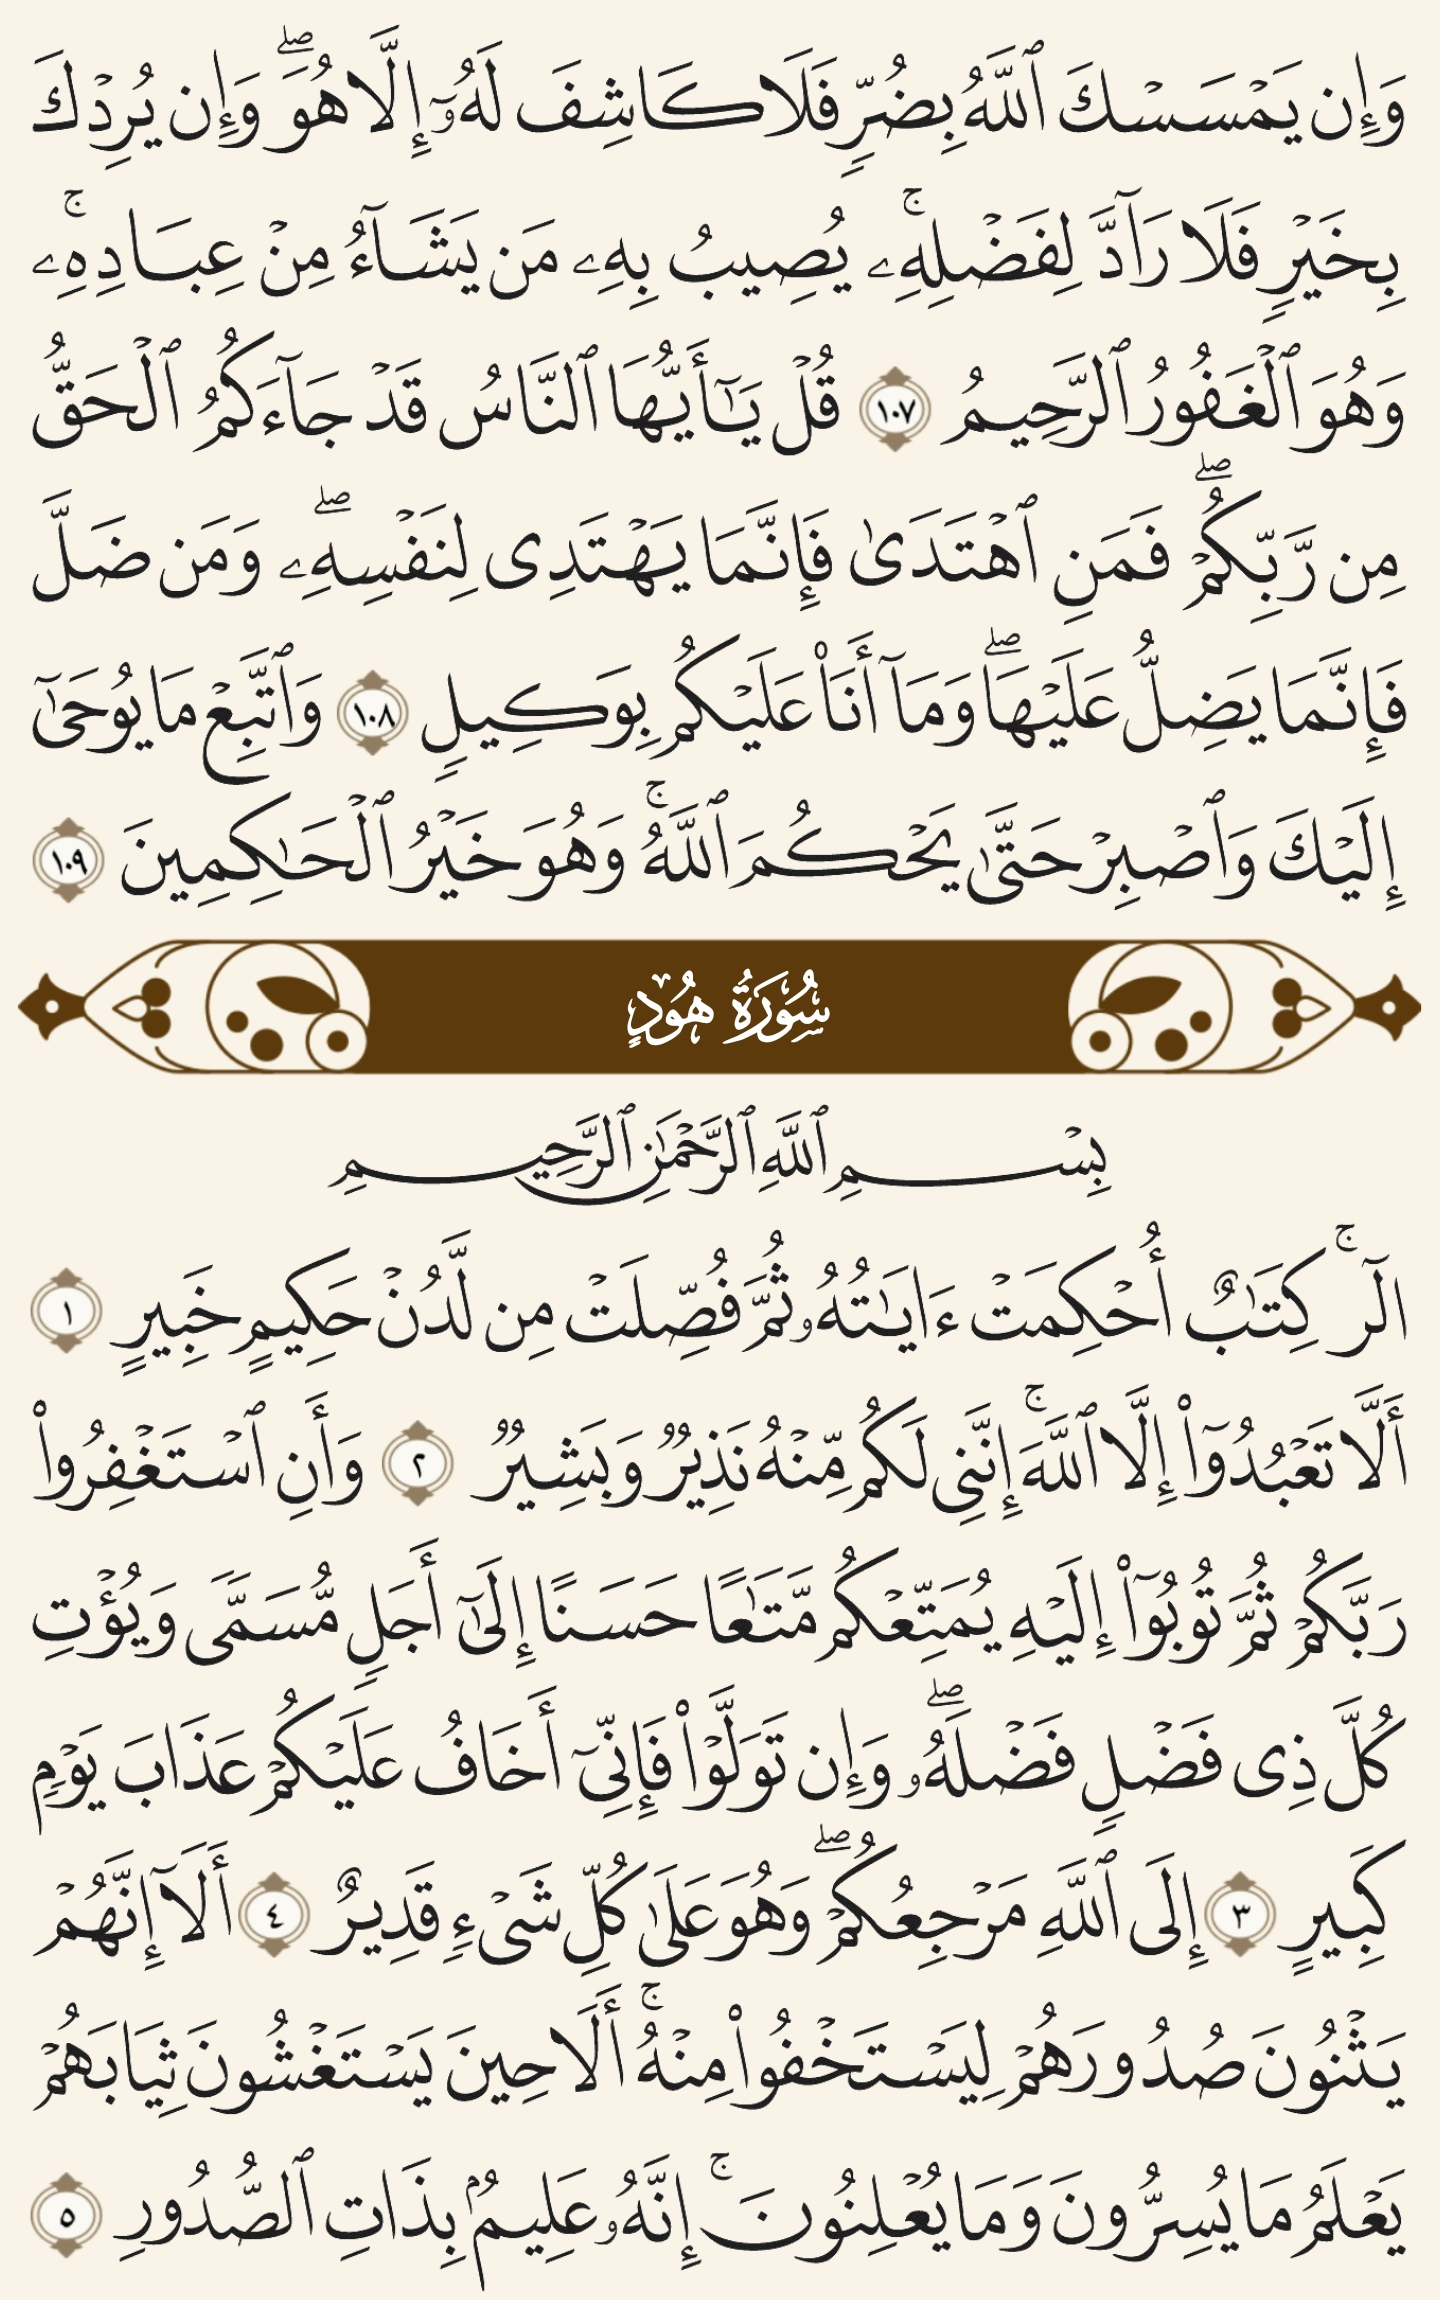 وَإِن يَمْسَسْكَ ٱللَّهُ بِضُرٍّ فَلَا كَاشِفَ لَهُۥٓ إِلَّا هُوَ ۖ وَإِن يُرِدْكَ
بِخَيْرٍ فَلَا رَآدَّ لِفَضْلِهِۦ ۚ يُصِيبُ بِهِۦ مَن يَشَآءُ مِنْ عِبَادِهِۦ ۚ
وَهُوَ ٱلْغَفُورُ ٱلرَّحِيمُ ١٠٧ قُلْ يَـٰٓأَيُّهَا ٱلنَّاسُ قَدْ جَآءَكُمُ ٱلْحَقُّ
مِن رَّبِّكُمْ ۖ فَمَنِ ٱهْتَدَىٰ فَإِنَّمَا يَهْتَدِى لِنَفْسِهِۦ ۖ وَمَن ضَلَّ
فَإِنَّمَا يَضِلُّ عَلَيْهَا ۖ وَمَآ أَنَا۠ عَلَيْكُم بِوَكِيلٍ ١٠٨ وَٱتَّبِعْ مَا يُوحَىٰٓ
إِلَيْكَ وَٱصْبِرْ حَتَّىٰ يَحْكُمَ ٱللَّهُ ۚ وَهُوَ خَيْرُ ٱلْحَـٰكِمِينَ ١٠٩
سُورَةُ هُودٍ
بِسْمِ ٱللَّهِ ٱلرَّحْمَـٰنِ ٱلرَّحِيمِ
الٓر ۚ كِتَـٰبٌ أُحْكِمَتْ ءَايَـٰتُهُۥ ثُمَّ فُصِّلَتْ مِن لَّدُنْ حَكِيمٍ خَبِيرٍ ١
أَلَّا تَعْبُدُوٓا۟ إِلَّا ٱللَّهَ ۚ إِنَّنِى لَكُم مِّنْهُ نَذِيرٌ وَبَشِيرٌ ٢ وَأَنِ ٱسْتَغْفِرُوا۟
رَبَّكُمْ ثُمَّ تُوبُوٓا۟ إِلَيْهِ يُمَتِّعْكُم مَّتَـٰعًا حَسَنًا إِلَىٰٓ أَجَلٍ مُّسَمًّى وَيُؤْتِ
كُلَّ ذِى فَضْلٍ فَضْلَهُۥ ۖ وَإِن تَوَلَّوْا۟ فَإِنِّىٓ أَخَافُ عَلَيْكُمْ عَذَابَ يَوْمٍ
كَبِيرٍ ٣ إِلَى ٱللَّهِ مَرْجِعُكُمْ ۖ وَهُوَ عَلَىٰ كُلِّ شَىْءٍ قَدِيرٌ ٤ أَلَآ إِنَّهُمْ
يَثْنُونَ صُدُورَهُمْ لِيَسْتَخْفُوا۟ مِنْهُ ۚ أَلَا حِينَ يَسْتَغْشُونَ ثِيَابَهُمْ
يَعْلَمُ مَا يُسِرُّونَ وَمَا يُعْلِنُونَ ۚ إِنَّهُۥ عَلِيمٌۢ بِذَاتِ ٱلصُّدُورِ ٥